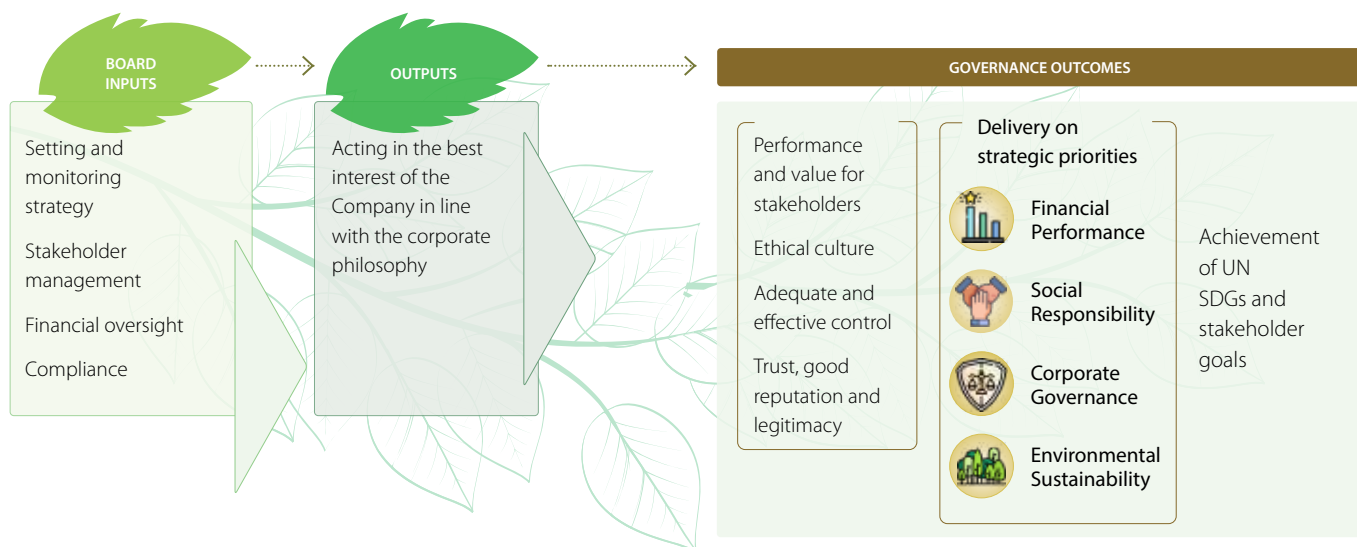 BOARD
INPUTS
Setting and
monitoring
strategy
Stakeholder
management
Financial oversight
Compliance
OUTPUTS
Acting in the best
interest of the
Company in line
with the corporate
philosophy
GOVERNANCE OUTCOMES
Performance
and value for
stakeholders
Ethical culture
Adequate and
effective control
Trust, good
reputation and
legitimacy
Delivery on
strategic priorities
Financial
Performance
Social
Responsibility
Corporate
Governance
Environmental
Sustainability
Achievement
of UN
SDGs and
stakeholder
goals